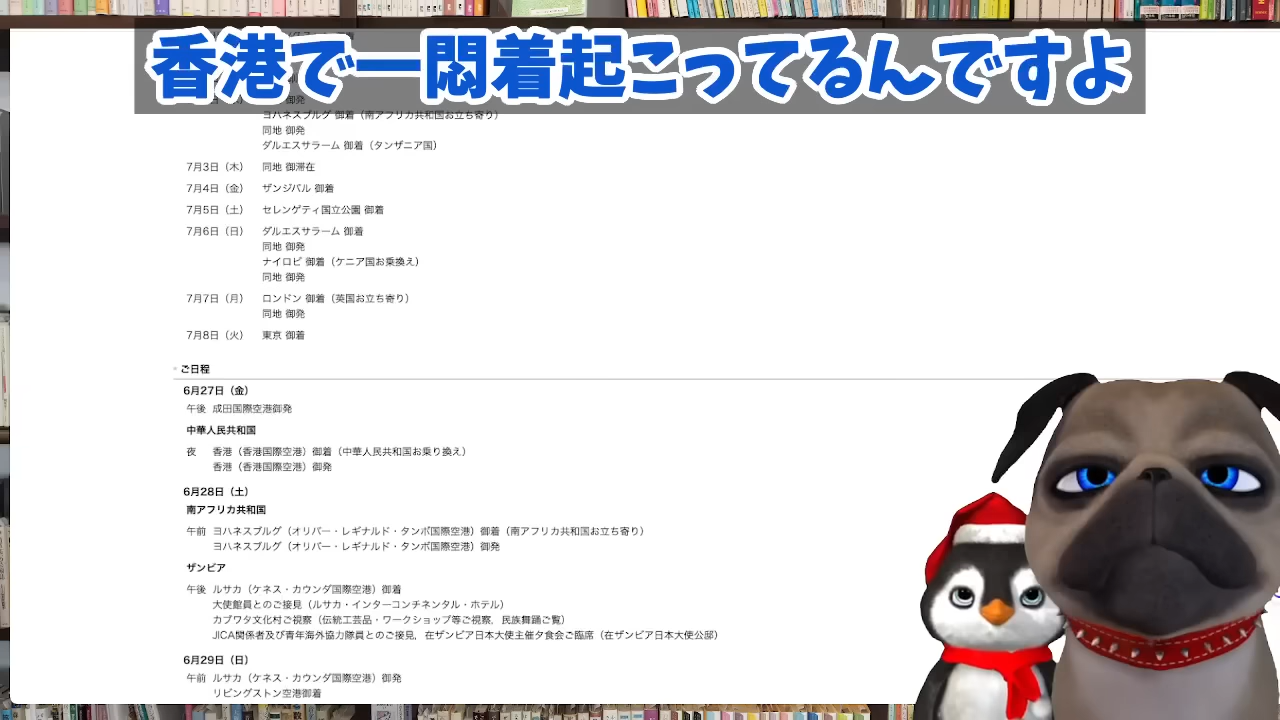 香港で一悶着起こってるんですよ
御発
ヨハネスブルグ 御着（南アフリカ共和国お立ち寄り）
同地 御発
ダルエスサラーム 御着（タンザニア国）
7月3日（木） 同地 御滞在
7月4日（金） ザンジバル 御着
7月5日（土） セレンゲティ国立公園 御着
7月6日（日） ダルエスサラーム 御着
同地 御発
ナイロビ 御着（ケニア国お乗換え）
同地 御発
7月7日（月） ロンドン 御着（英国お立ち寄り）
同地 御発
7月8日（火） 東京 御着
ご日程
6月27日（金）
午後 成田国際空港御発
中華人民共和国
夜 香港（香港国際空港）御着（中華人民共和国お乗り換え）
香港（香港国際空港）御発
6月28日（土）
南アフリカ共和国
午前 ヨハネスブルグ（オリバー・レギナルド・タンボ国際空港）御着（南アフリカ共和国お立ち寄り）
ヨハネスブルグ（オリバー・レギナルド・タンボ国際空港）御発
ザンビア
午後 ルサカ（ケネス・カウンダ国際空港）御着
大使館員とのご接見（ルサカ・インターコンチネンタル・ホテル）
カブワタ文化村ご視察（伝統工芸品・ワークショップ等ご視察，民族舞踊ご覧）
JICA関係者及び青年海外協力隊員とのご接見，在ザンビア日本大使主催夕食会ご臨席（在ザンビア日本大使公邸）
6月29日（日）
午前 ルサカ（ケネス・カウンダ国際空港）御発
リビングストン空港御着